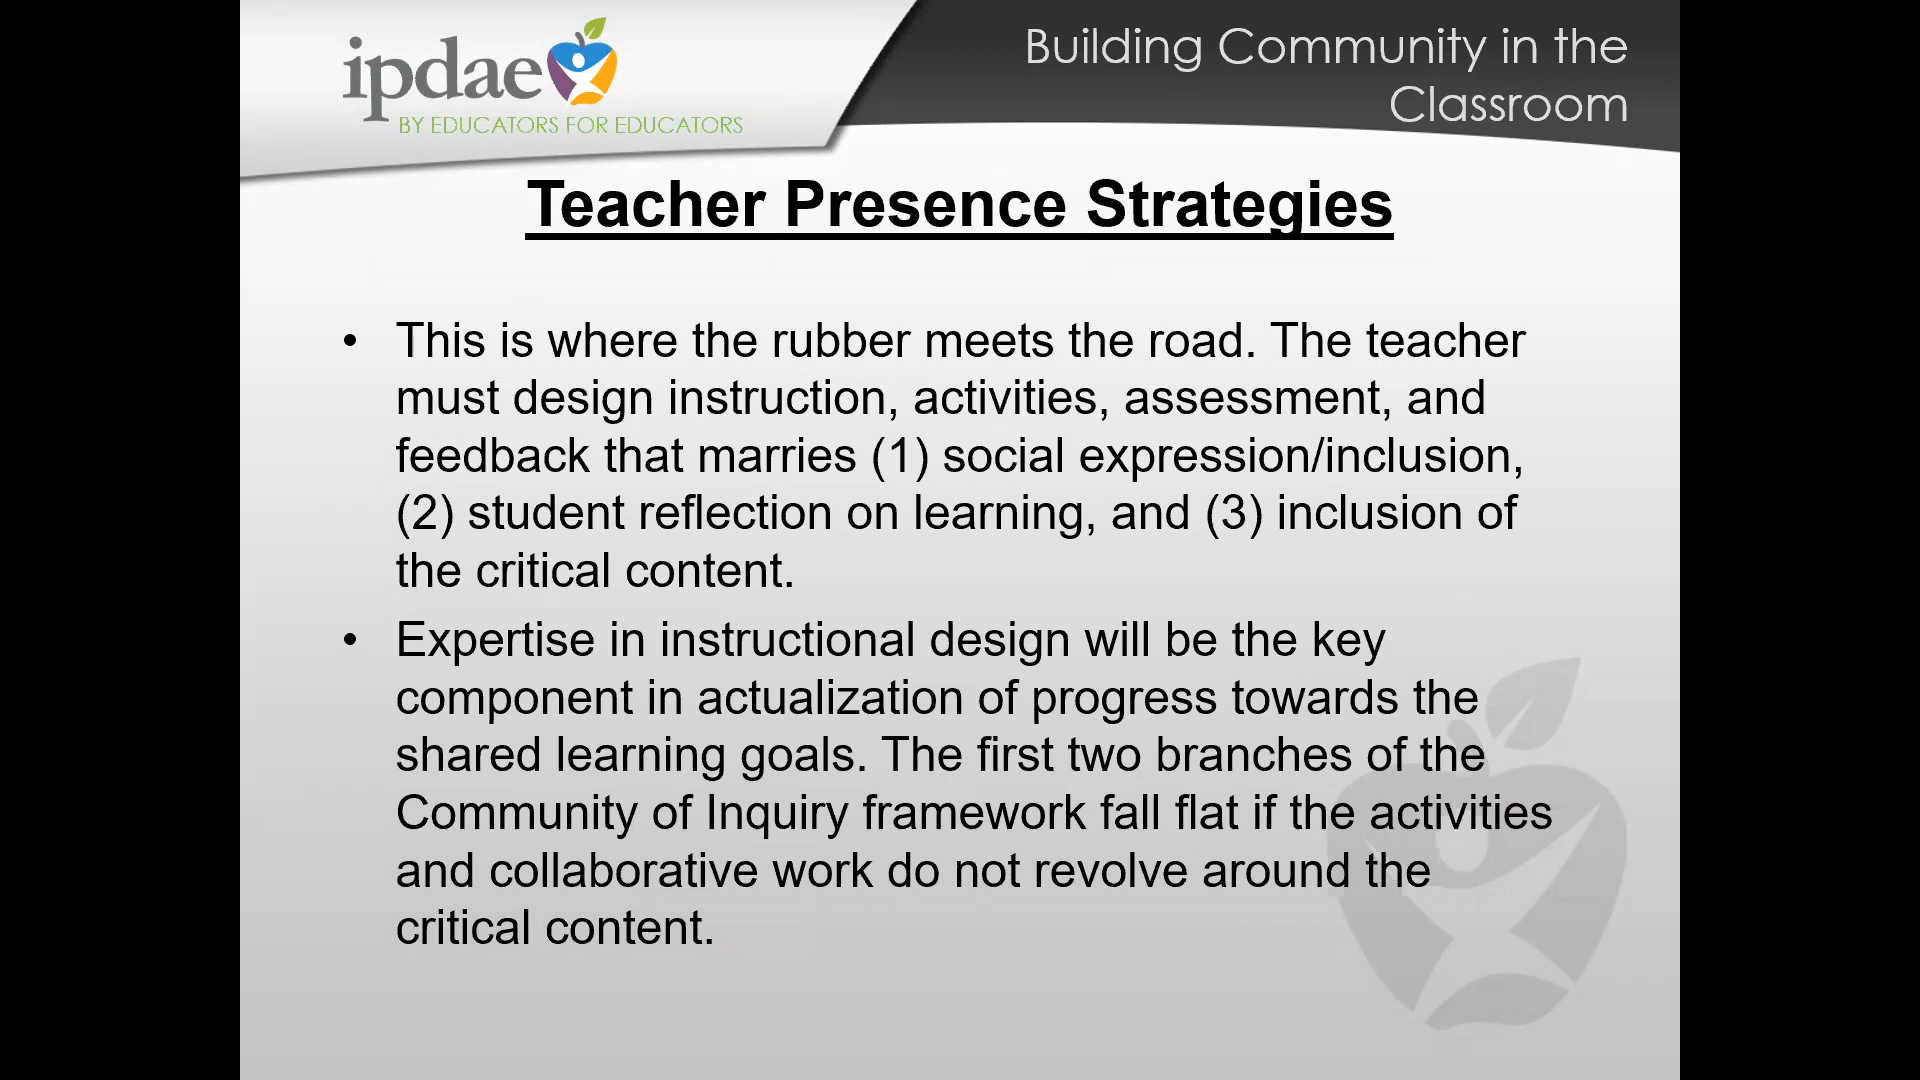 ipdae
BY EDUCATORS FOR EDUCATORS
Building Community in the
Classroom
Teacher Presence Strategies
• This is where the rubber meets the road. The teacher
must design instruction, activities, assessment, and
feedback that marries (1) social expression/inclusion,
(2) student reflection on learning, and (3) inclusion of
the critical content.
• Expertise in instructional design will be the key
component in actualization of progress towards the
shared learning goals. The first two branches of the
Community of Inquiry framework fall flat if the activities
and collaborative work do not revolve around the
critical content.